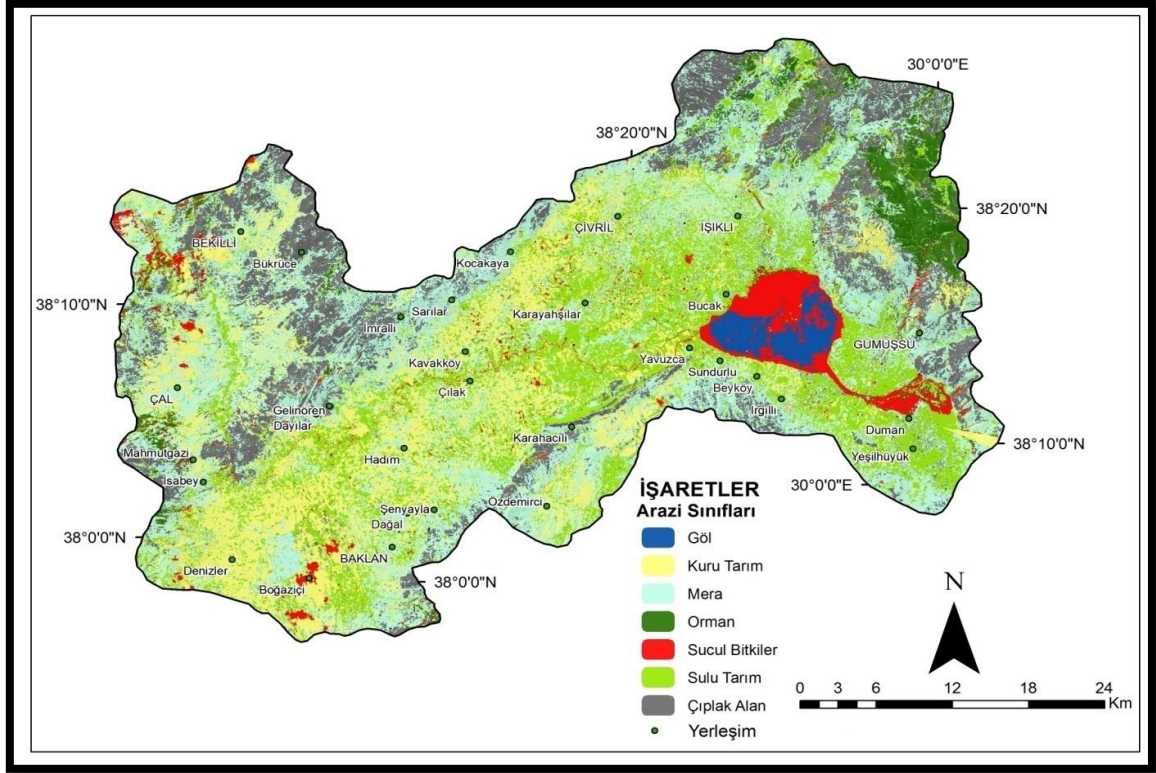 30°0'0"E
38°20'0"N
38°20'0"N
ÇİVRİL
IŞIKLI
BEKİLLİ
Bükrüce
Kocakaya
38°10'0"N
Sarılar
Bucak
İmrallı
Karayahşılar
GÜMÜŞSU
Kavakköy
Yavuzca
Sundurlu
Çılak
Beyköy
ÇAL
Irgıllı
Gelinören
Dayılar
Duman
Karahacılı
38°10'0"N
Mahmutgazi
Hadım
Yeşilhüyük
İsabey
30°0'0"E
Özdemirci
Şenyayla
Dağal
38°0'0"N
BAKLAN
Denizler
Boğaziçi
38°0'0"N
İŞARETLER
Arazi Sınıfları
Göl
Kuru Tarım
Mera
Orman
Sucul Bitkiler
Sulu Tarım
Çıplak Alan
Yerleşim
N
0 3 6 12 18 24
Km